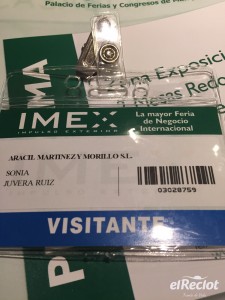 Palacio de Ferias y Congresos de
IMEX
IMPULSO EXTERIOR
La mayor Feria
de Negocio
Internacional
ARACIL MARTINEZ Y MORILLO S.L.
SONIA
JUVERA RUIZ
03028759
VISITANTE
elReclot